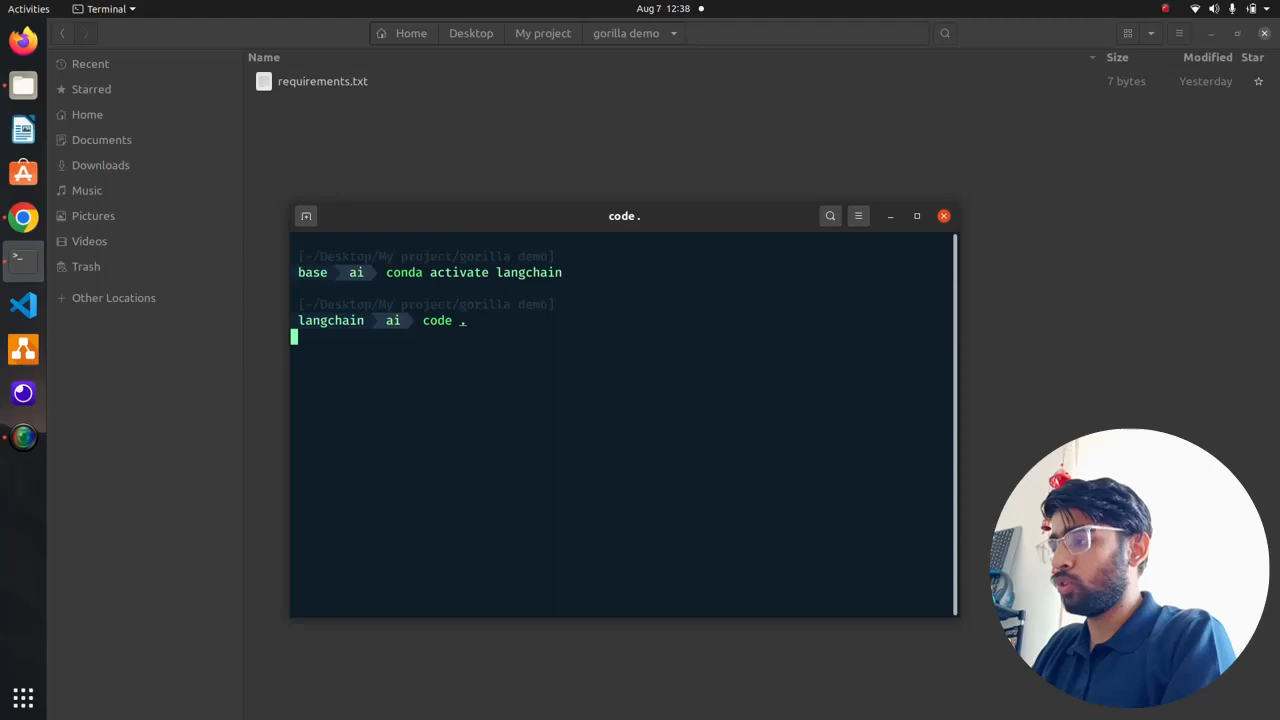 Activities
Terminal
Aug 7 12:38
Home
Desktop
My project
gorilla demo
Name
Size
Modified
Star
requirements.txt
7 bytes
Yesterday
Recent
Starred
Home
Documents
Downloads
Music
Pictures
Videos
Trash
+ Other Locations
code .
[~/Desktop/My project/gorilla demo]
base ai conda activate langchain
[~/Desktop/My project/gorilla demo]
langchain ai code .